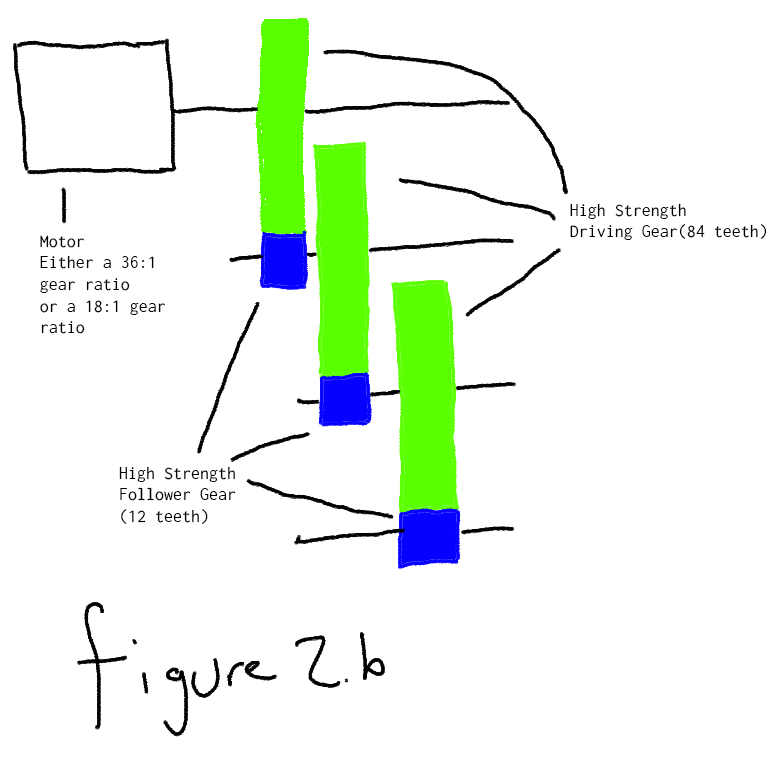 High Strength
Driving Gear(84 teeth)
Motor
Either a 36:1
gear ratio
or a 18:1 gear
ratio
High Strength
Follower Gear
(12 teeth)
figure 2.b